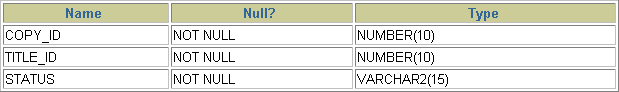 Name Null? Type
COPY_ID NOT NULL NUMBER(10)
TITLE_ID NOT NULL NUMBER(10)
STATUS NOT NULL VARCHAR2(15)